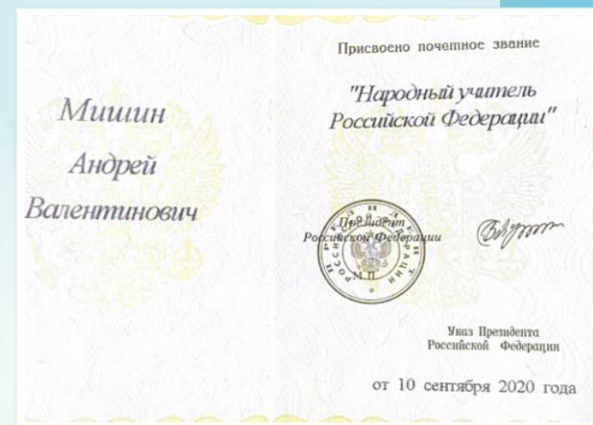 Мишин
Андрей
Валентинович
Присвоено почетное звание
"Народный учитель
Российской Федерации"
Президент
Российской Федерации
М.П.
Указ Президента
Российской Федерации
от 10 сентября 2020 года